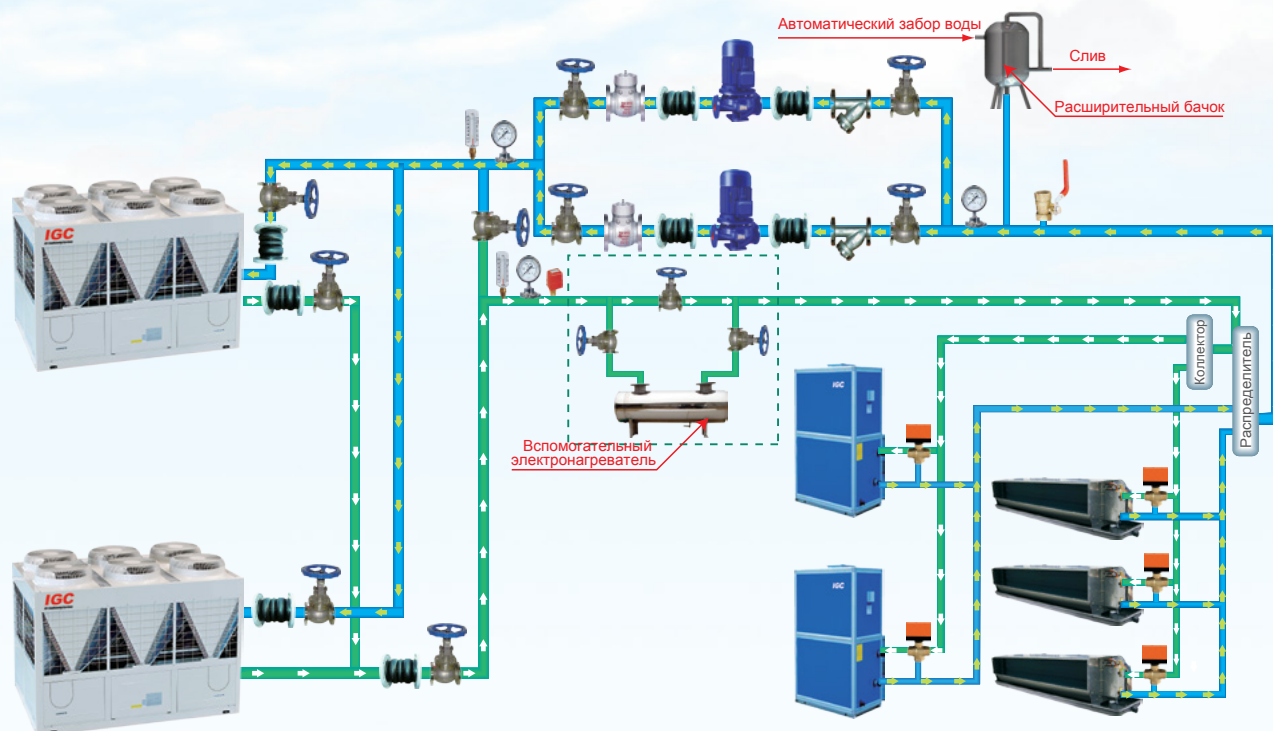 Автоматический забор воды
Слив
Расширительный бачок
IGC
Коллектор
Распределитель
IGC
Вспомогательный
электронагреватель
IGC
IGC